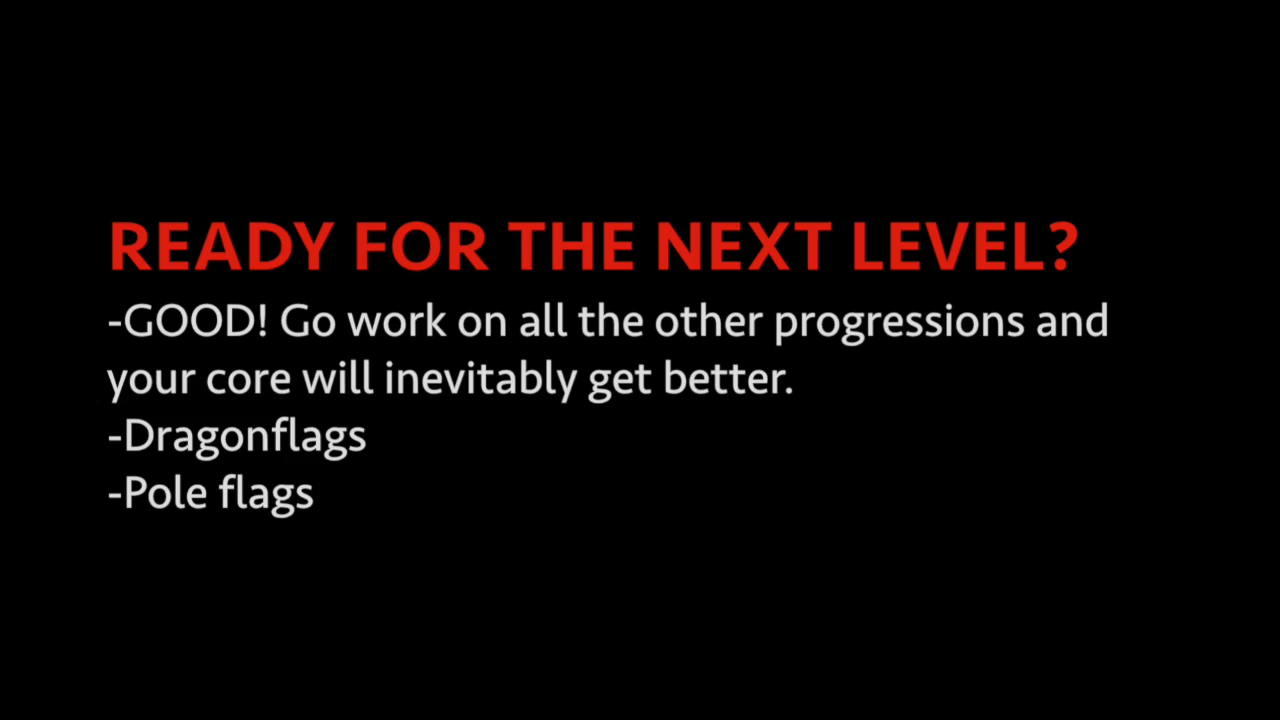 READY FOR THE NEXT LEVEL?
-GOOD! Go work on all the other progressions and
your core will inevitably get better.
-Dragonflags
-Pole flags